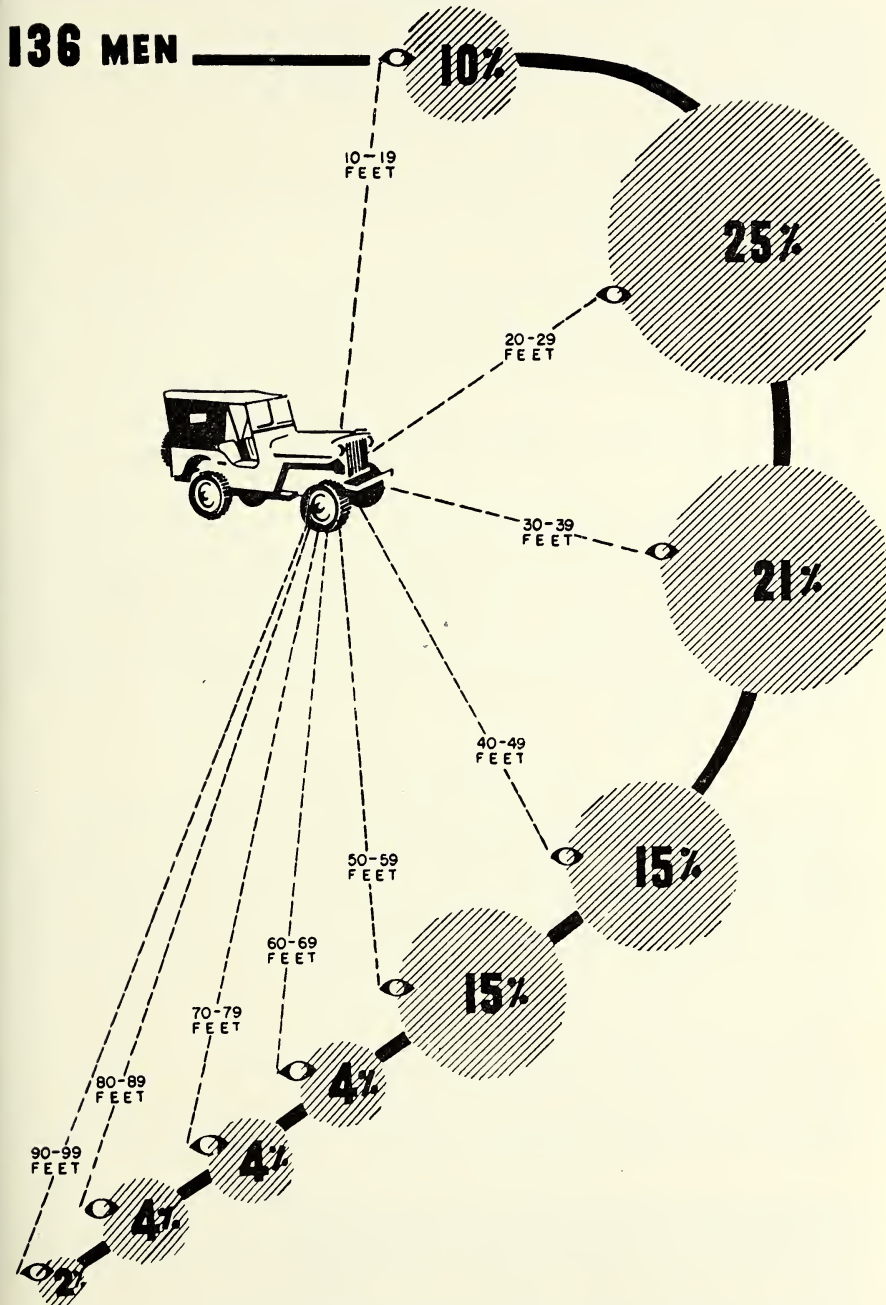 136 MEN
10%
10-19
FEET
25%
20-29
FEET
30-39
FEET
21%
40-49
FEET
15%
50-59
FEET
15%
60-69
FEET
4%
70-79
FEET
4%
80-89
FEET
4%
90-99
FEET
2%